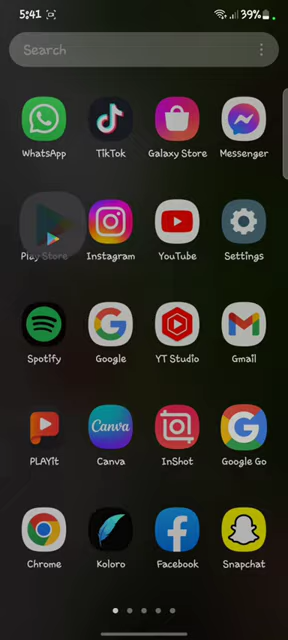 5:41 39%
Search
WhatsApp TikTok Galaxy Store Messenger
Play Store Instagram YouTube Settings
Spotify Google YT Studio Gmail
PLAYit Canva InShot Google Go
Canva
Chrome Koloro Facebook Snapchat